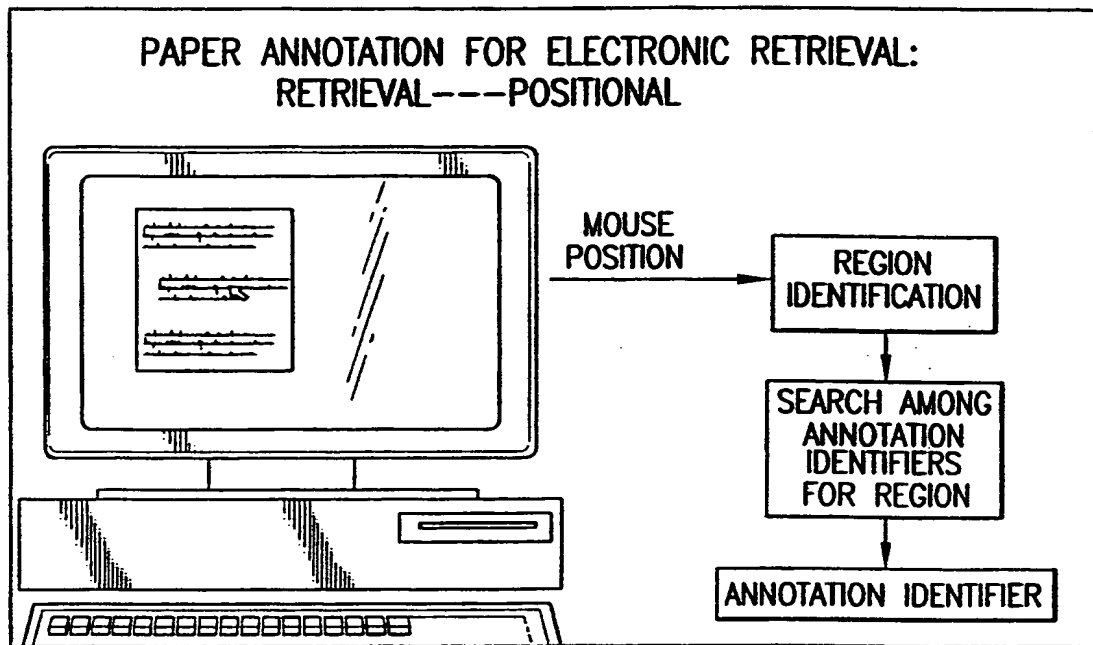 PAPER ANNOTATION FOR ELECTRONIC RETRIEVAL:
RETRIEVAL---POSITIONAL
MOUSE
POSITION
REGION
IDENTIFICATION
SEARCH AMONG
ANNOTATION
IDENTIFIERS
FOR REGION
ANNOTATION IDENTIFIER